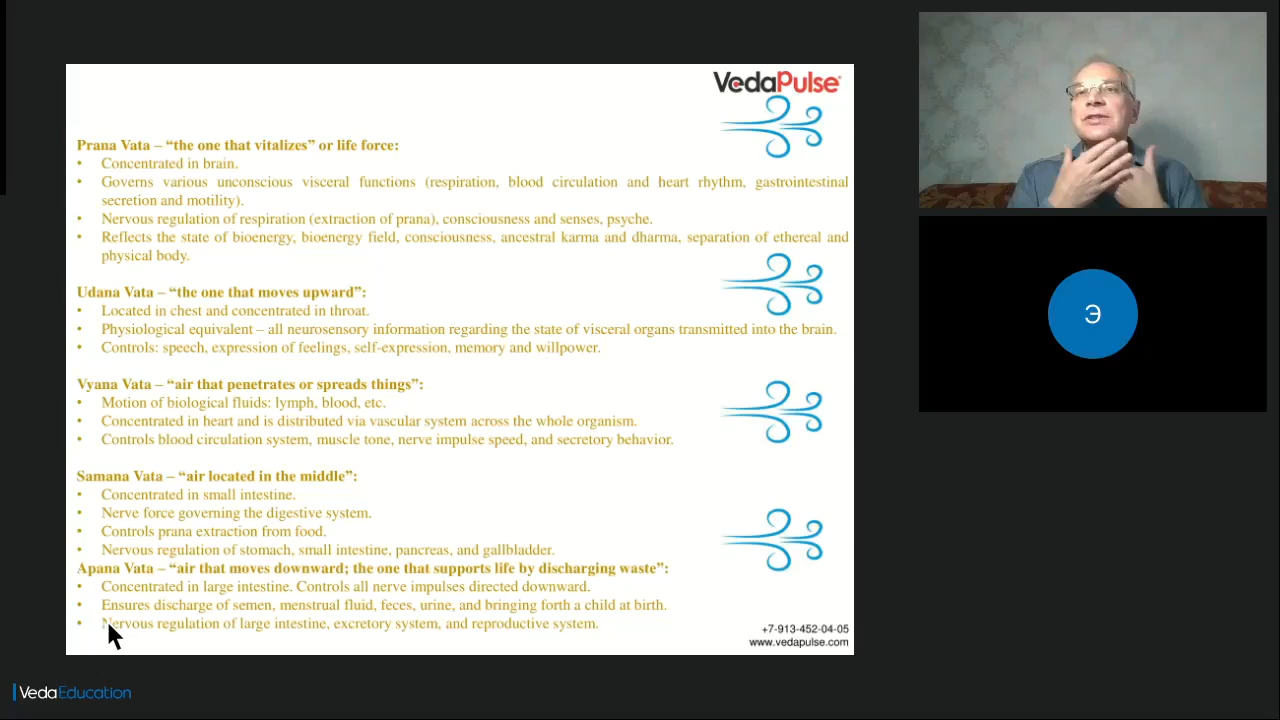 VedaPulse
Prana Vata – “the one that vitalizes” or life force:
• Concentrated in brain.
• Governs various unconscious visceral functions (respiration, blood circulation and heart rhythm, gastrointestinal
secretion and motility).
• Nervous regulation of respiration (extraction of prana), consciousness and senses, psyche.
• Reflects the state of bioenergy, bioenergy field, consciousness, ancestral karma and dharma, separation of ethereal and
physical body.
Udana Vata – “the one that moves upward”:
• Located in chest and concentrated in throat.
• Physiological equivalent – all neurosensory information regarding the state of visceral organs transmitted into the brain.
• Controls: speech, expression of feelings, self-expression, memory and willpower.
Vyana Vata – “air that penetrates or spreads things”:
• Motion of biological fluids: lymph, blood, etc.
• Concentrated in heart and is distributed via vascular system across the whole organism.
• Controls blood circulation system, muscle tone, nerve impulse speed, and secretory behavior.
Samana Vata – “air located in the middle”:
• Concentrated in small intestine.
• Nerve force governing the digestive system.
• Controls prana extraction from food.
• Nervous regulation of stomach, small intestine, pancreas, and gallbladder.
Apana Vata – “air that moves downward; the one that supports life by discharging waste”:
• Concentrated in large intestine. Controls all nerve impulses directed downward.
• Ensures discharge of semen, menstrual fluid, feces, urine, and bringing forth a child at birth.
• Nervous regulation of large intestine, excretory system, and reproductive system.
+7-913-452-04-05
www.vedapulse.com
Э
VedaEducation